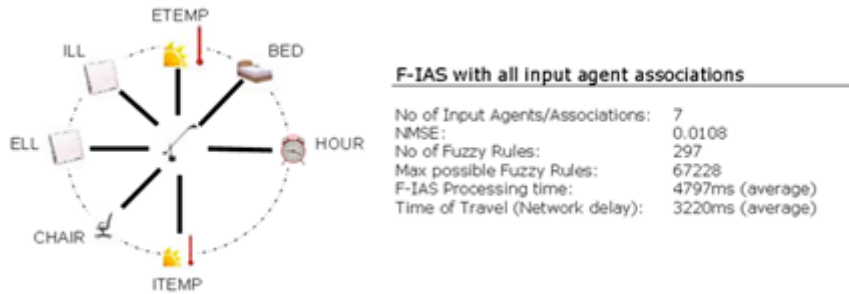 ETEMP
ILL
BED
ELL
HOUR
CHAIR
ITEMP
F-IAS with all input agent associations
No of Input Agents/Associations: 7
NMSE: 0.0108
No of Fuzzy Rules: 297
Max possible Fuzzy Rules: 67228
F-IAS Processing time: 4797ms (average)
Time of Travel (Network delay): 3220ms (average)